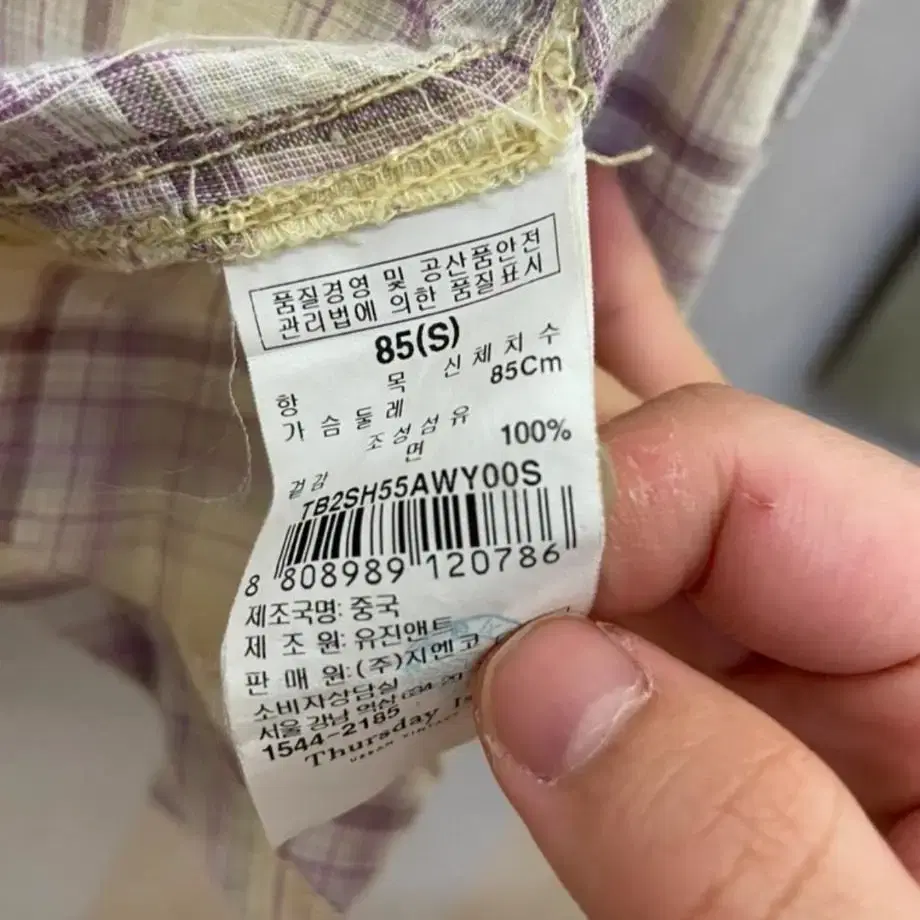 품질경영 및 공산품안전
관리법에 의한 품질표시
85(S)
항 목 신체치수
가슴둘레 85Cm
조성섬유
겉감 면 100%
TB2SH55AWY00S
8 808989 120786
제조국명: 중국
제 조 원: 유진앤트
판 매 원: (주)지엔코
소비자상담실
서울 강남 역삼
1544-2185
Thursday
URBAN VINTAGE